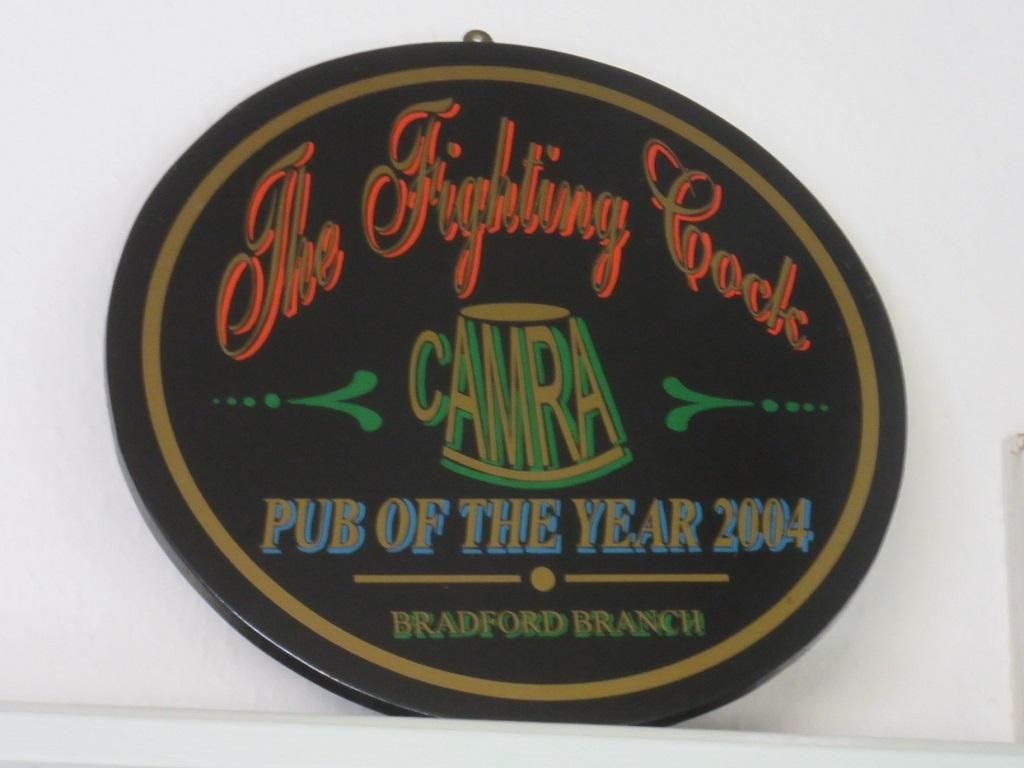 The Fighting Cock
CAMRA
PUB OF THE YEAR 2004
BRADFORD BRANCH